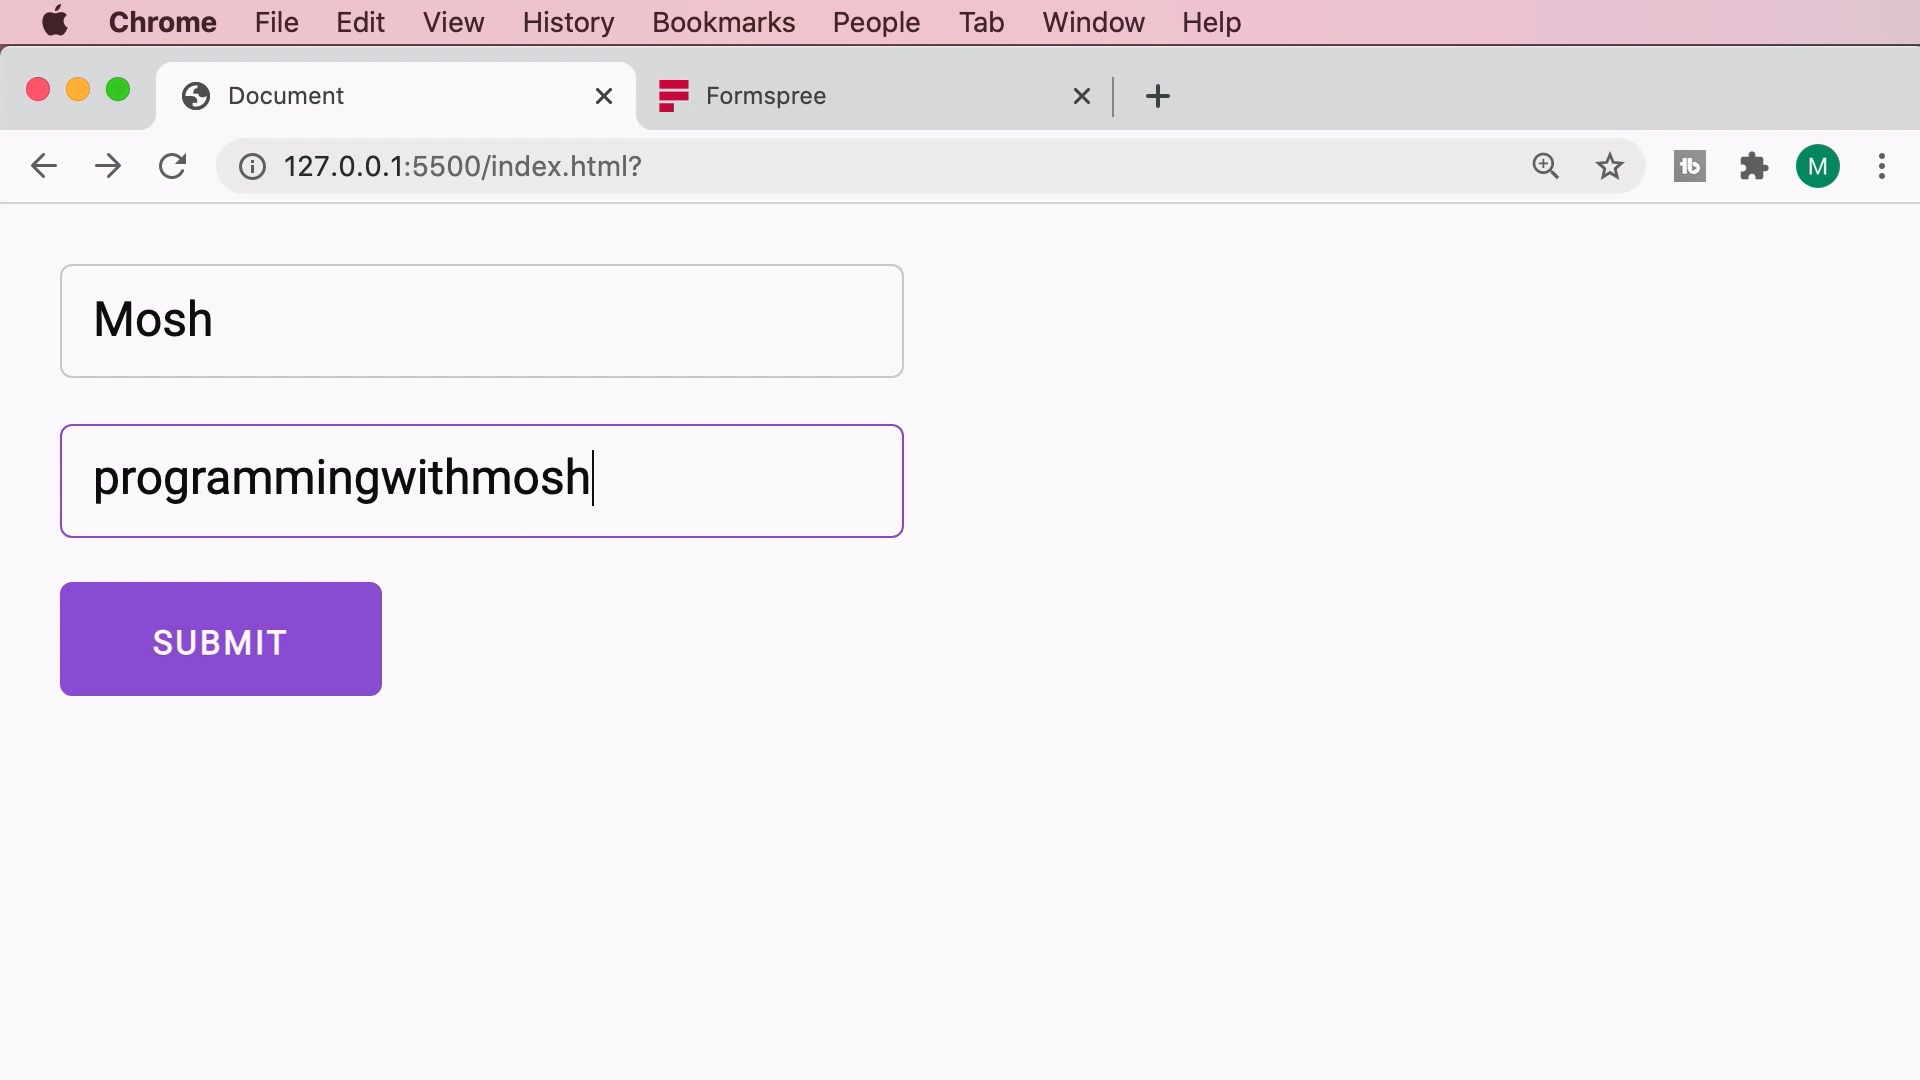 Chrome File Edit View History Bookmarks People Tab Window Help
Document Formspree
127.0.0.1:5500/index.html? M
Mosh
programmingwithmosh
SUBMIT